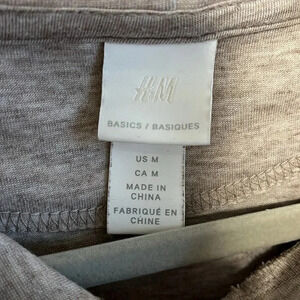 H&M
BASICS / BASIQUES
US M
CA M
MADE IN
CHINA
FABRIQUÉ EN
CHINE